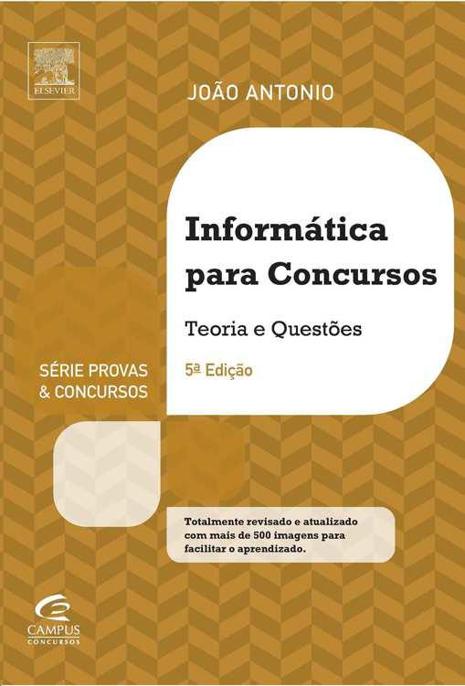 ELSEVIER
JOÃO ANTONIO
Informática
para Concursos
Teoria e Questões
5ª Edição
SÉRIE PROVAS
& CONCURSOS
Totalmente revisado e atualizado
com mais de 500 imagens para
facilitar o aprendizado.
CAMPUS
CONCURSOS